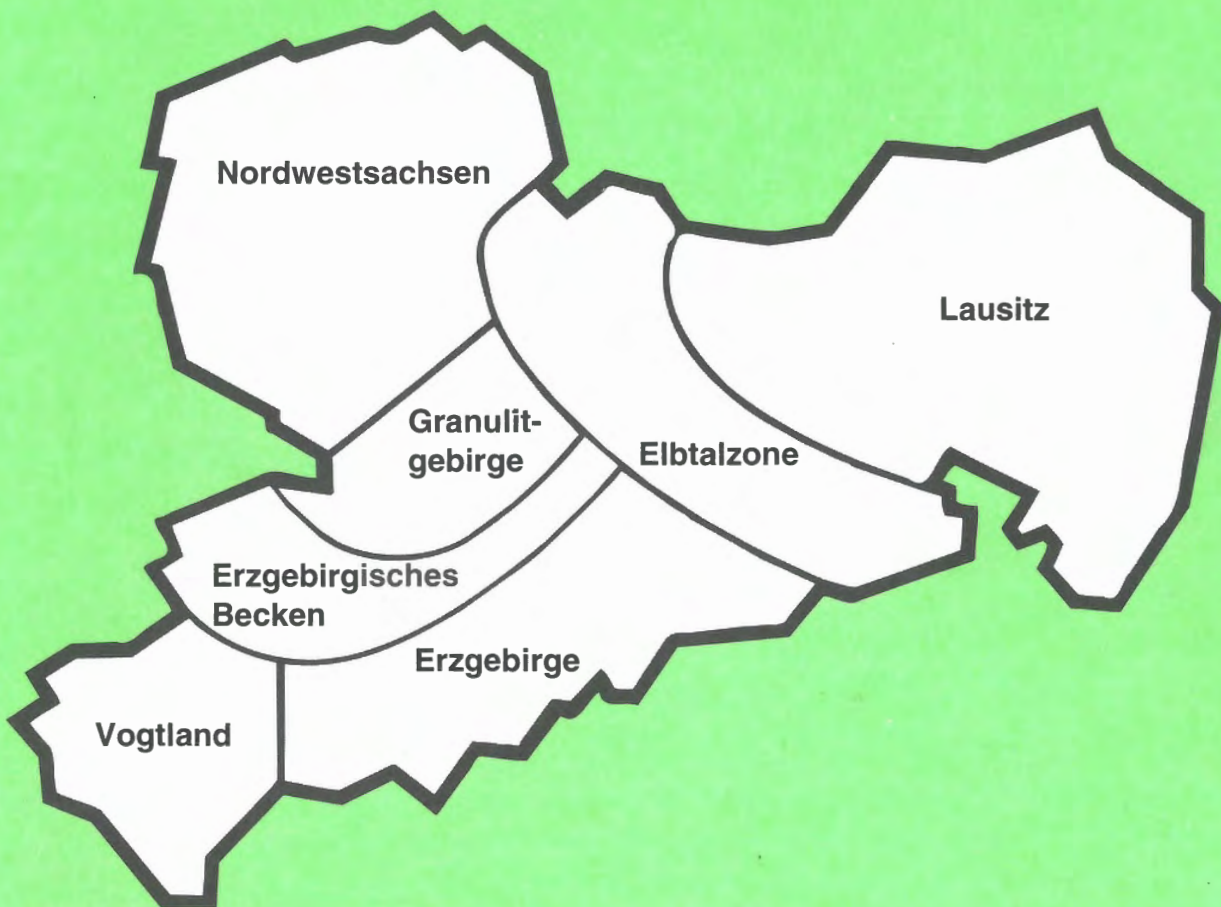 Nordwestsachsen
Lausitz
Granulit-
gebirge
Elbtalzone
Erzgebirgisches
Becken
Erzgebirge
Vogtland